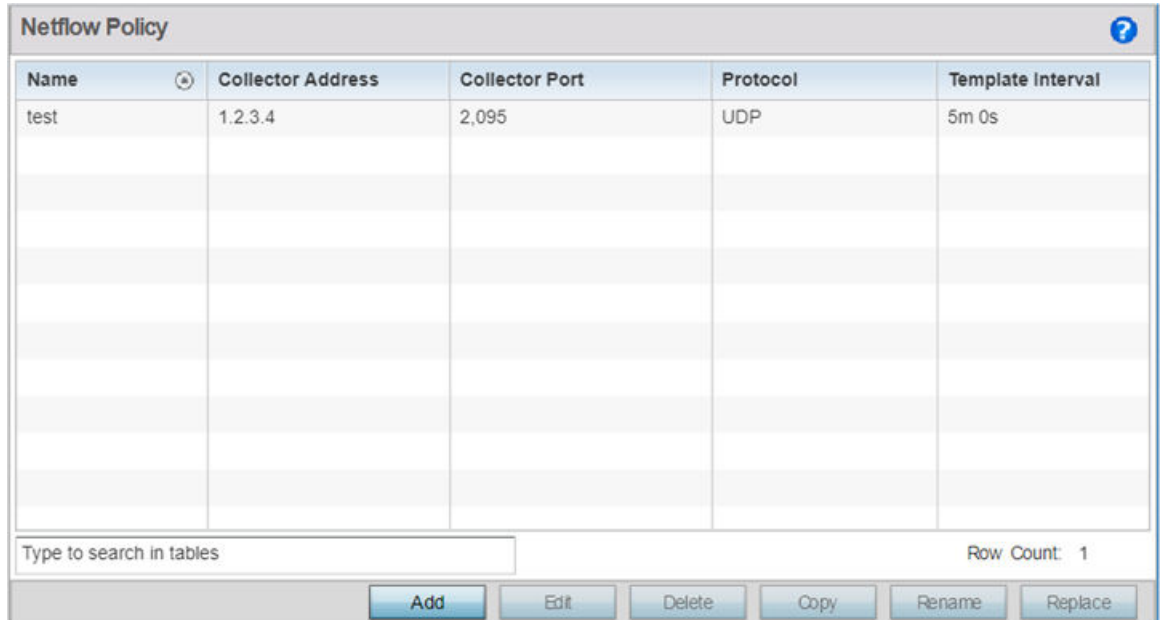 Netflow Policy
?
Name Collector Address Collector Port Protocol Template Interval
test 1.2.3.4 2,095 UDP 5m 0s
Type to search in tables Row Count: 1
Add Edit Delete Copy Rename Replace